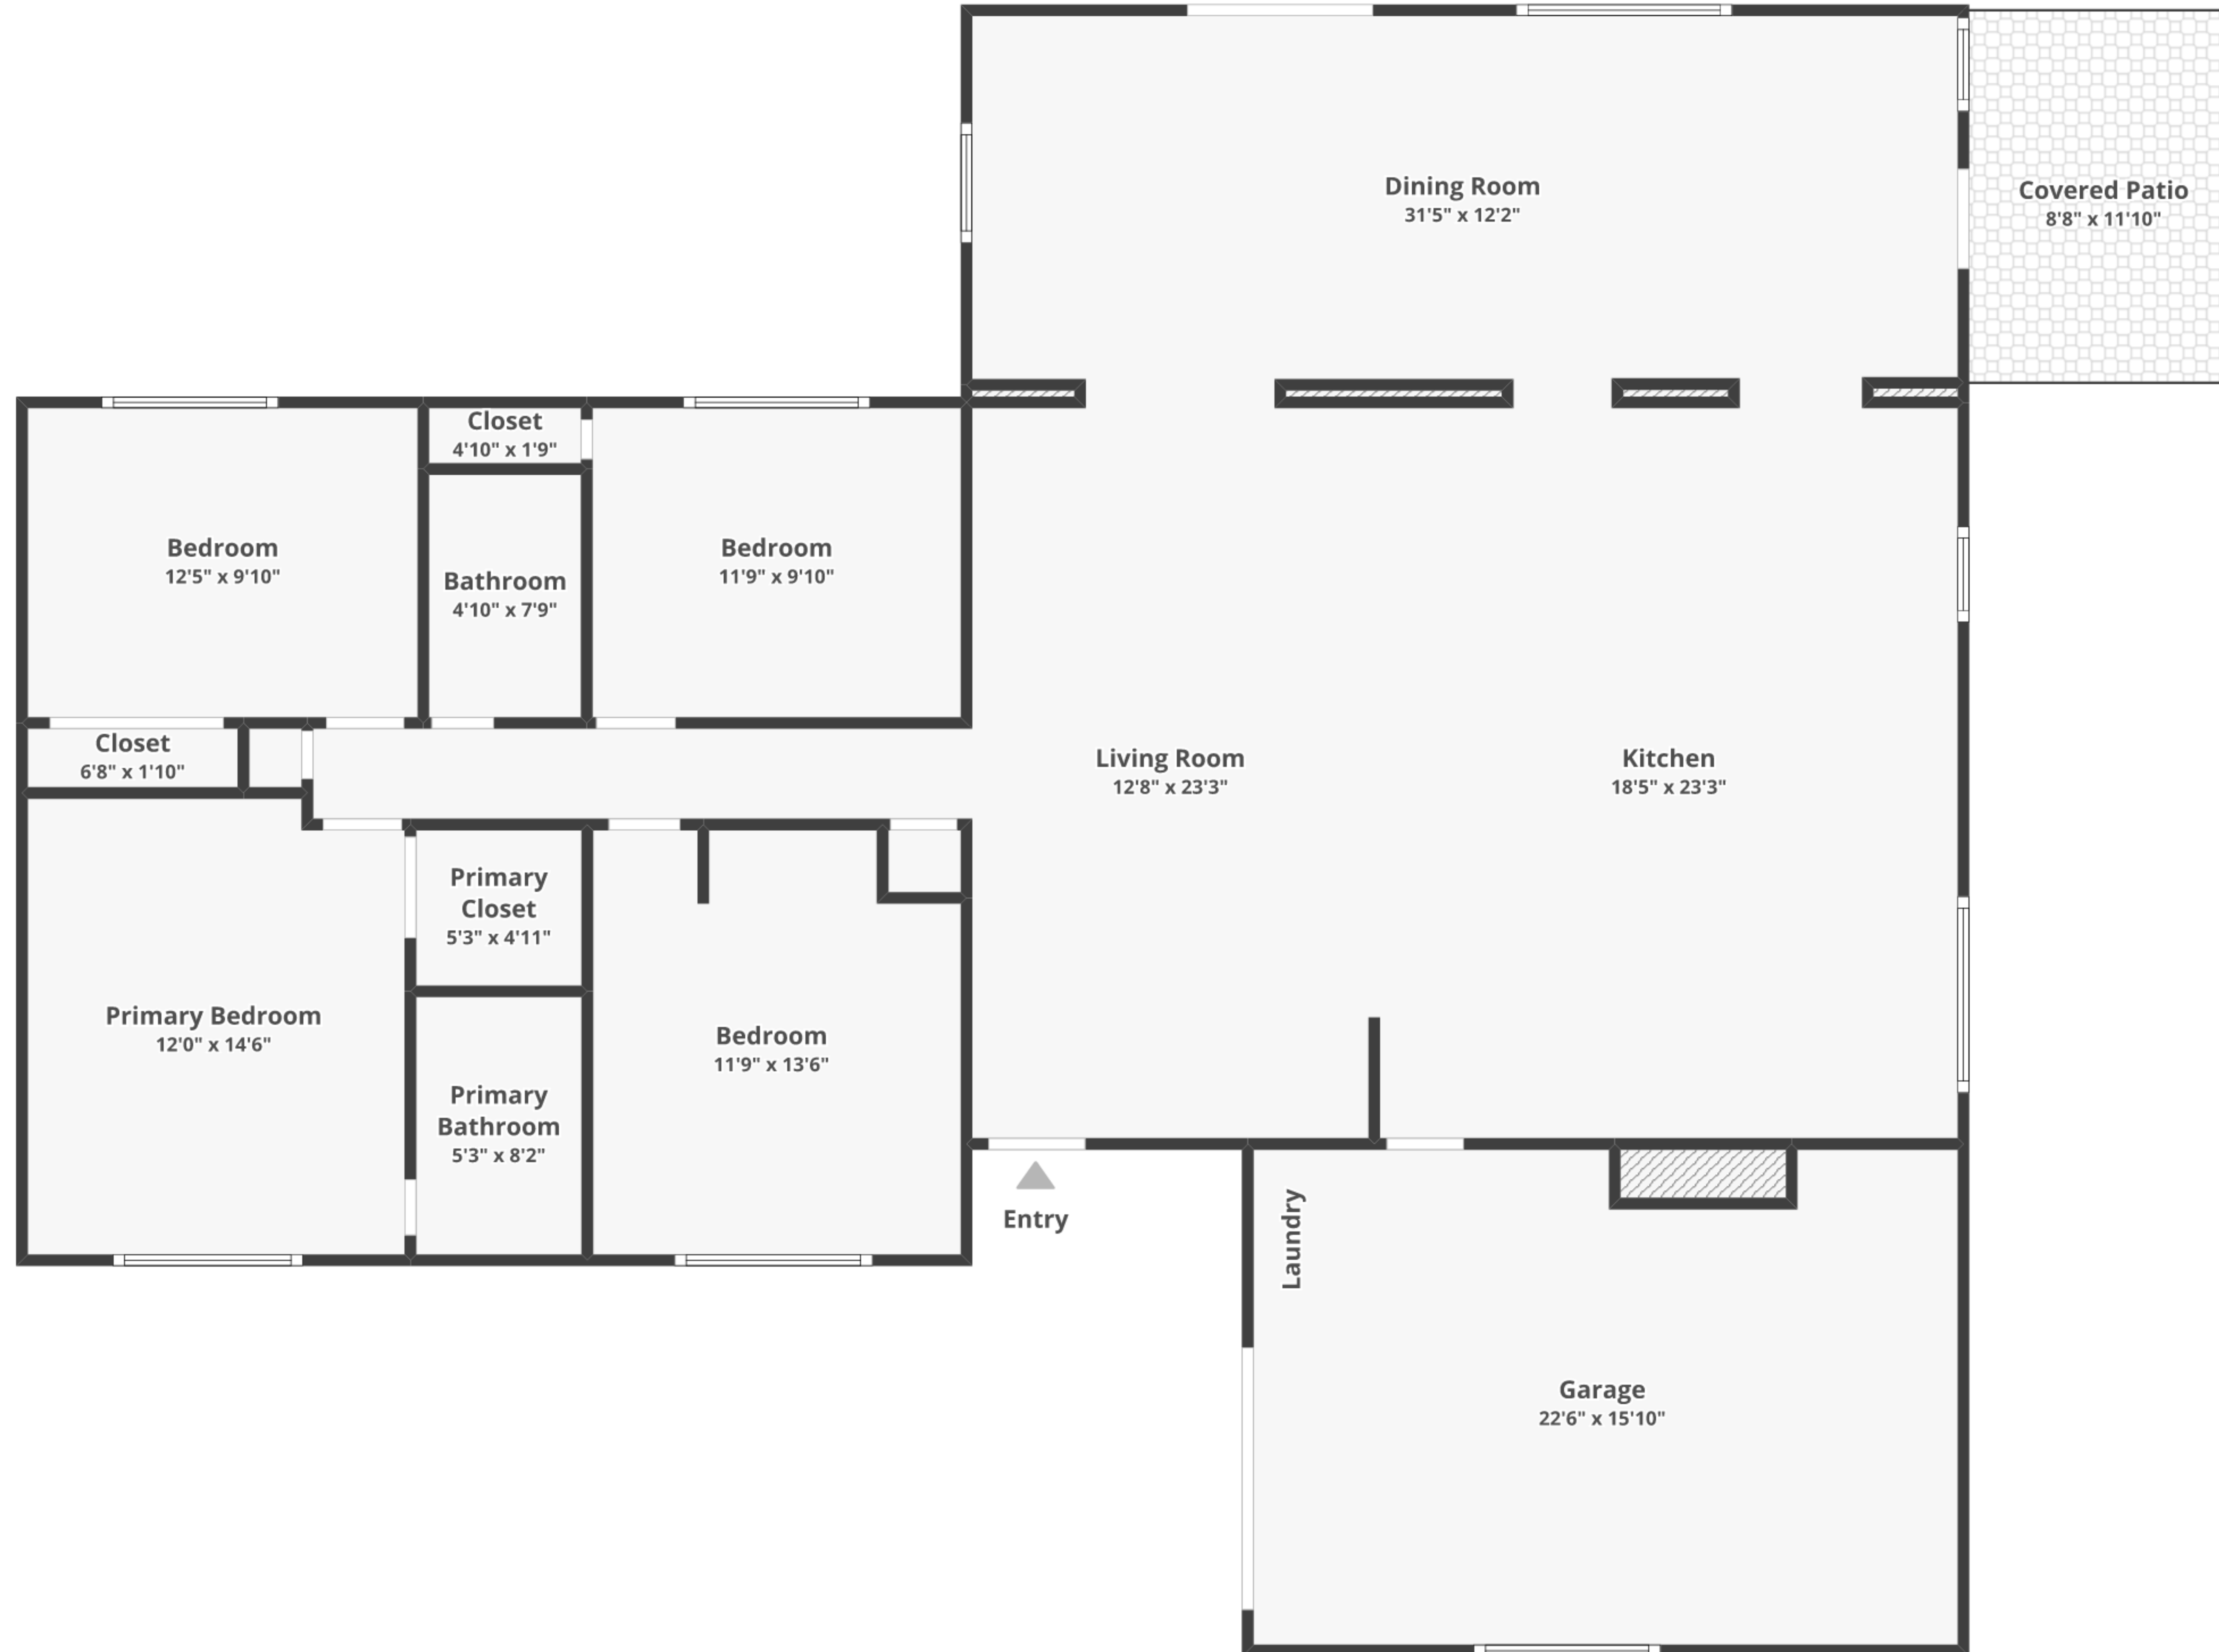 Dining Room
31'5" x 12'2"
Covered Patio
8'8" x 11'10"
Closet
4'10" x 1'9"
Bedroom
12'5" x 9'10"
Bathroom
4'10" x 7'9"
Bedroom
11'9" x 9'10"
Closet
6'8" x 1'10"
Living Room
12'8" x 23'3"
Kitchen
18'5" x 23'3"
Primary
Closet
5'3" x 4'11"
Primary Bedroom
12'0" x 14'6"
Bedroom
11'9" x 13'6"
Primary
Bathroom
5'3" x 8'2"
Entry
Laundry
Garage
22'6" x 15'10"